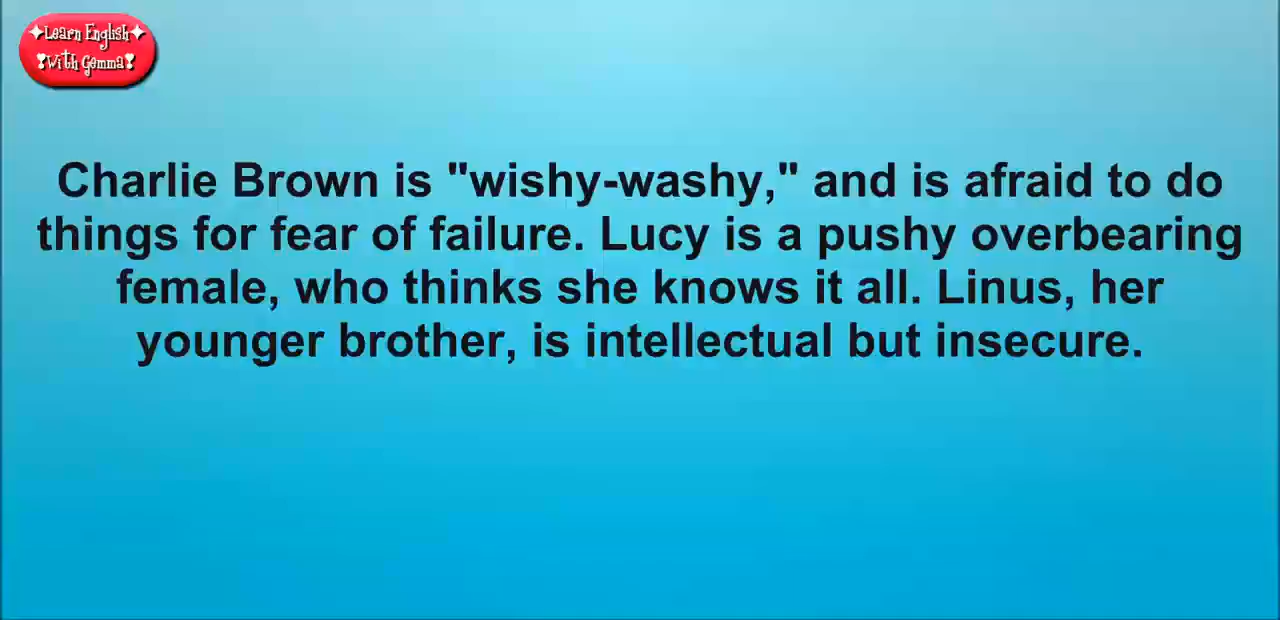 ✦Learn English✦
❣With Gemma❣
Charlie Brown is "wishy-washy," and is afraid to do
things for fear of failure. Lucy is a pushy overbearing
female, who thinks she knows it all. Linus, her
younger brother, is intellectual but insecure.